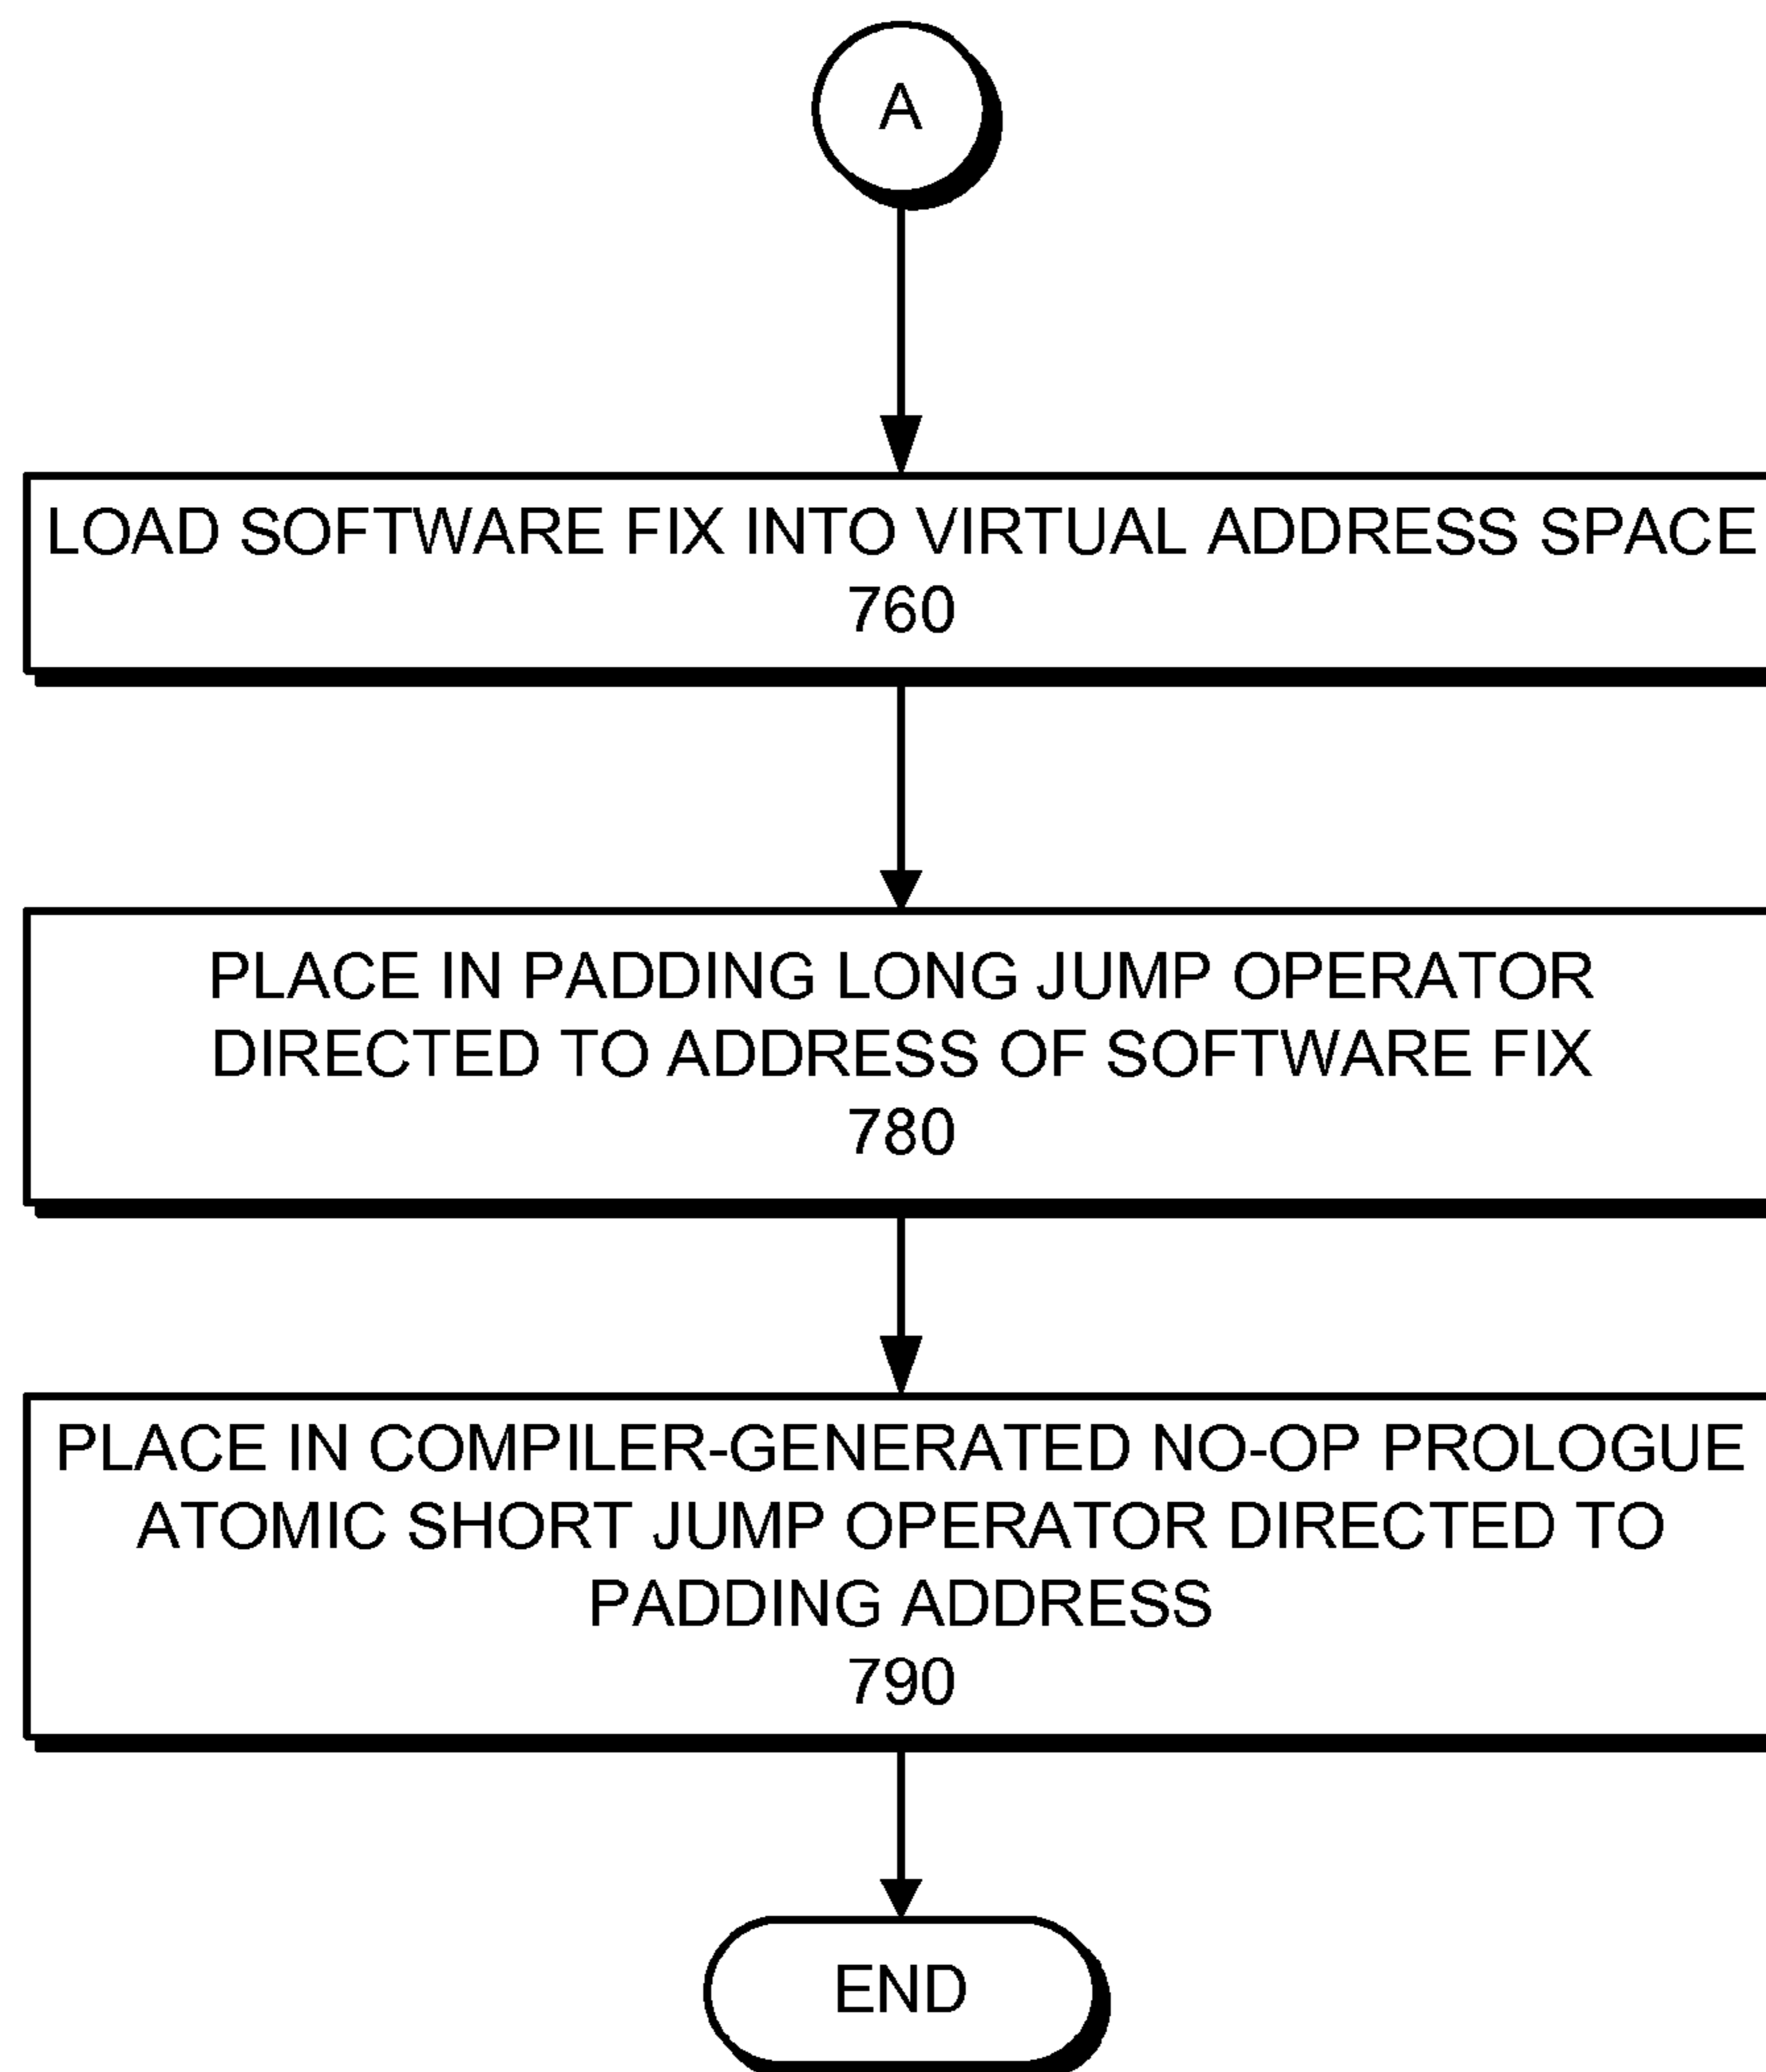 A
LOAD SOFTWARE FIX INTO VIRTUAL ADDRESS SPACE
760
PLACE IN PADDING LONG JUMP OPERATOR
DIRECTED TO ADDRESS OF SOFTWARE FIX
780
PLACE IN COMPILER-GENERATED NO-OP PROLOGUE
ATOMIC SHORT JUMP OPERATOR DIRECTED TO
PADDING ADDRESS
790
END